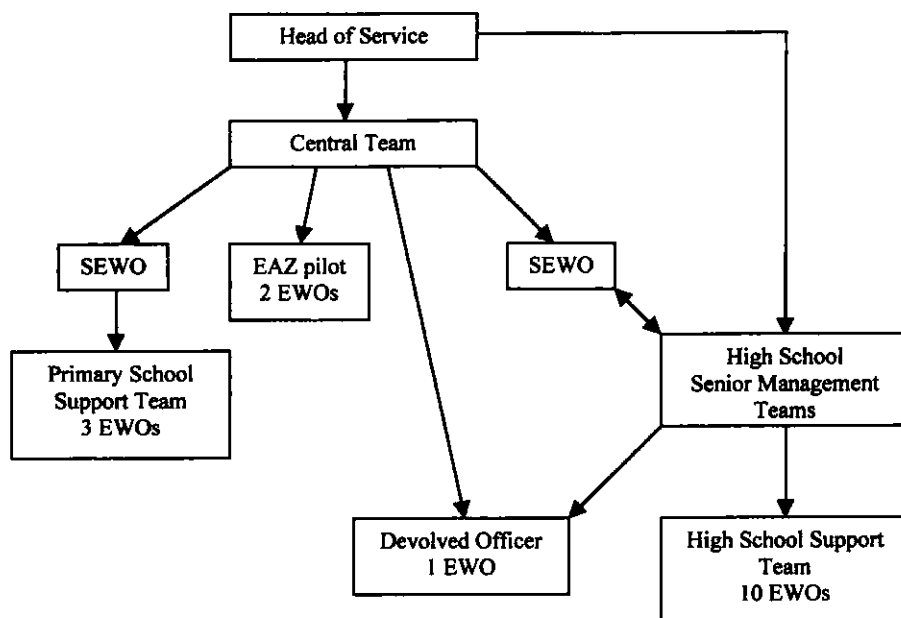 Head of Service
Central Team
SEWO
EAZ pilot
2 EWOs
SEWO
Primary School
Support Team
3 EWOs
High School
Senior Management
Teams
Devolved Officer
1 EWO
High School Support
Team
10 EWOs